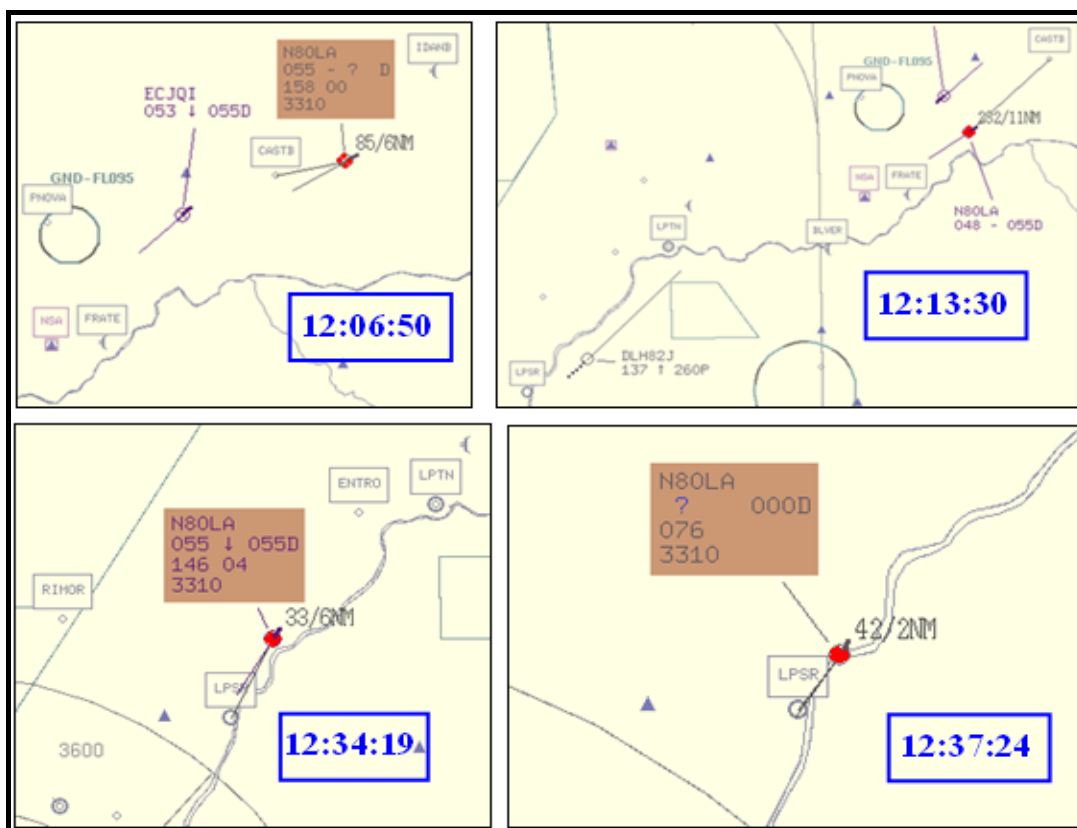 N80LA
055 - ? D
158 00
3310
IDAND
ECJQI
053 ↓ 055D
85/6NM
CASTB
GND-FL095
PNOVA
NSA
FRATE
12:06:50
CASTB
GND-FL095
PNOVA
282/11NM
NSA
FRATE
N80LA
048 - 055D
LPTN
BLVER
12:13:30
DLH82J
137 ↑ 260P
LPSR
ENTRO
LPTN
N80LA
055 ↓ 055D
146 04
3310
RIMOR
33/6NM
LPSR
12:34:19
3600
N80LA
? 000D
076
3310
42/2NM
LPSR
12:37:24